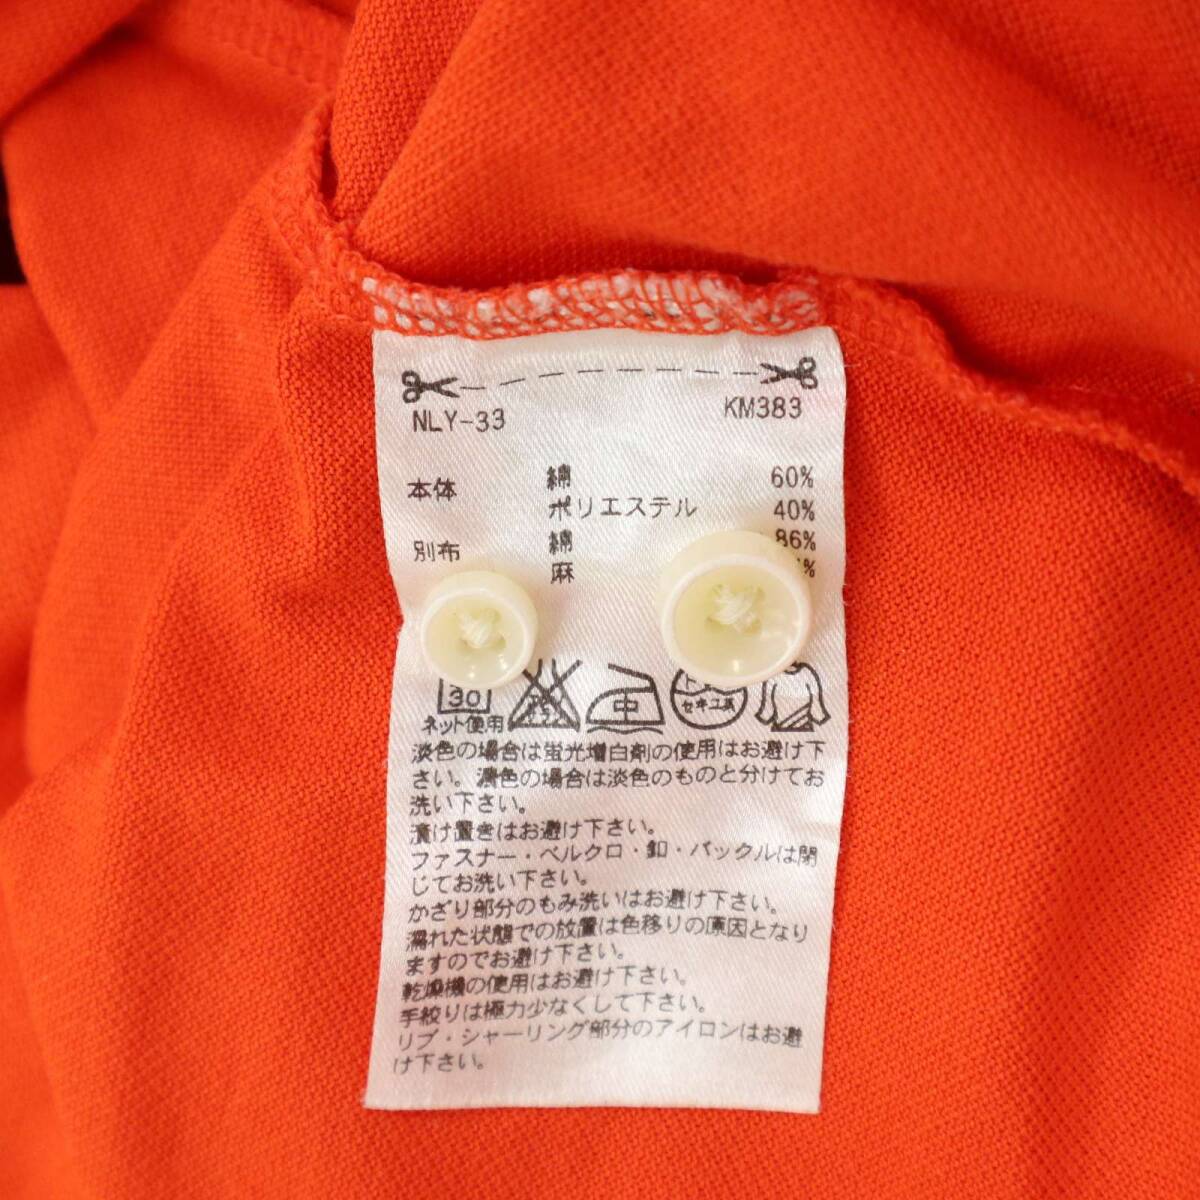 NLY-33 KM383
本体 綿 60%
ポリエステル 40%
別布 綿 86%
麻 %
30
中
セキユ系
ネット使用
淡色の場合は蛍光増白剤の使用はお避け下
さい。濃色の場合は淡色のものと分けてお
洗い下さい。
漬け置きはお避け下さい。
ファスナー・ベルクロ・釦・バックルは閉
じてお洗い下さい。
かざり部分のもみ洗いはお避け下さい。
濡れた状態での放置は色移りの原因となり
ますのでお避け下さい。
乾燥機の使用はお避け下さい。
手絞りは極力少なくして下さい。
リブ・シャーリング部分のアイロンはお避
け下さい。